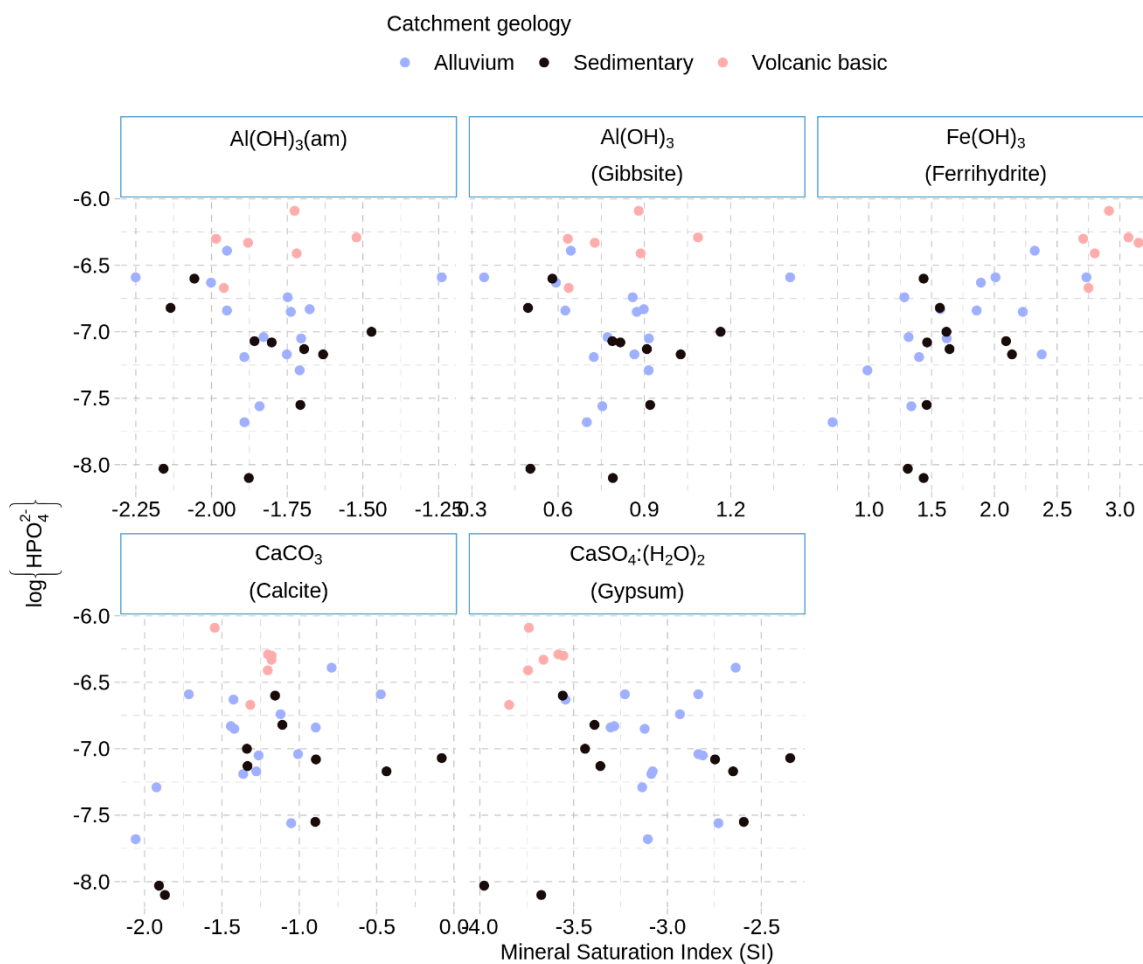 Catchment geology
Alluvium Sedimentary Volcanic basic
Al(OH)₃(am)
Al(OH)₃
(Gibbsite)
Fe(OH)₃
(Ferrihydrite)
-6.0
-6.5
-7.0
-7.5
-8.0
-2.25 -2.00 -1.75 -1.50 -1.25
0.3 0.6 0.9
1.0 1.5 2.0 2.5 3.0
log{HPO₄²⁻}
CaCO₃
(Calcite)
CaSO₄:(H₂O)₂
(Gypsum)
-6.0
-6.5
-7.0
-7.5
-8.0
-2.0 -1.5 -1.0 -0.5 0.0
-4.0 -3.5 -3.0 -2.5
Mineral Saturation Index (SI)